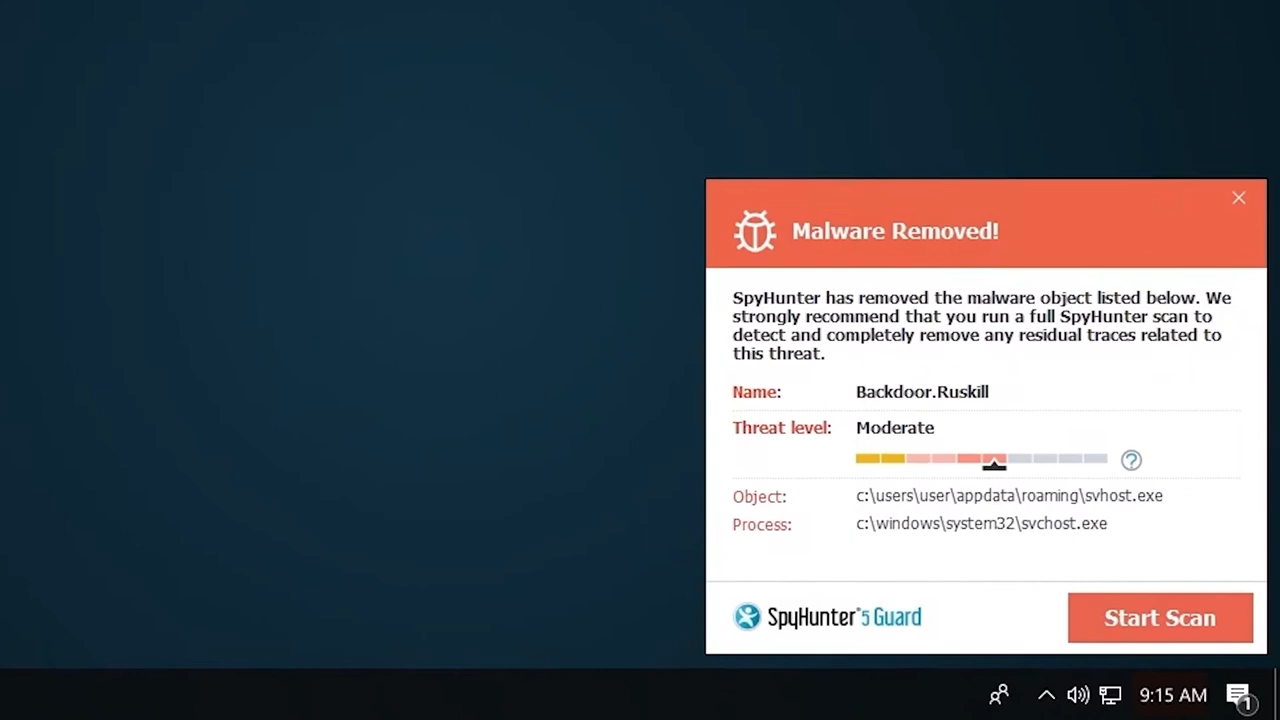 Malware Removed!
SpyHunter has removed the malware object listed below. We
strongly recommend that you run a full SpyHunter scan to
detect and completely remove any residual traces related to
this threat.
Name: Backdoor.Ruskill
Threat level: Moderate
?
Object: c:\users\user\appdata\roaming\svhost.exe
Process: c:\windows\system32\svchost.exe
SpyHunter® 5 Guard
Start Scan
9:15 AM
1